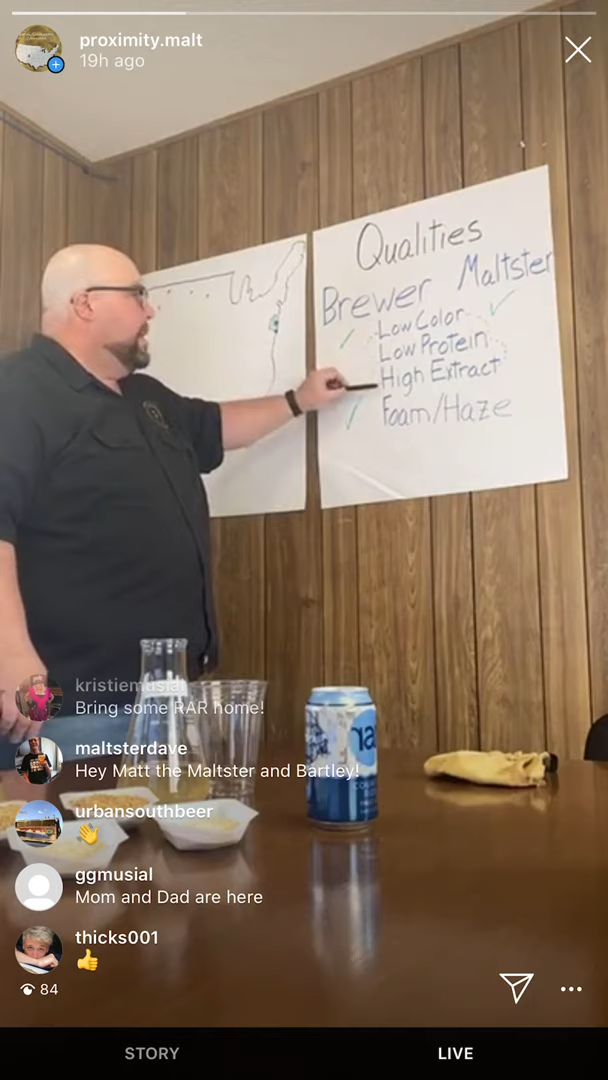 proximity.malt
19h ago
Qualities
Brewer Maltster
Low Color
Low Protein
High Extract
Foam/Haze
kristiemusial
Bring some RAR home!
maltsterdave
Hey Matt the Maltster and Bartley!
urbansouthbeer
👋
ggmusial
Mom and Dad are here
thicks001
👍
84
STORY
LIVE